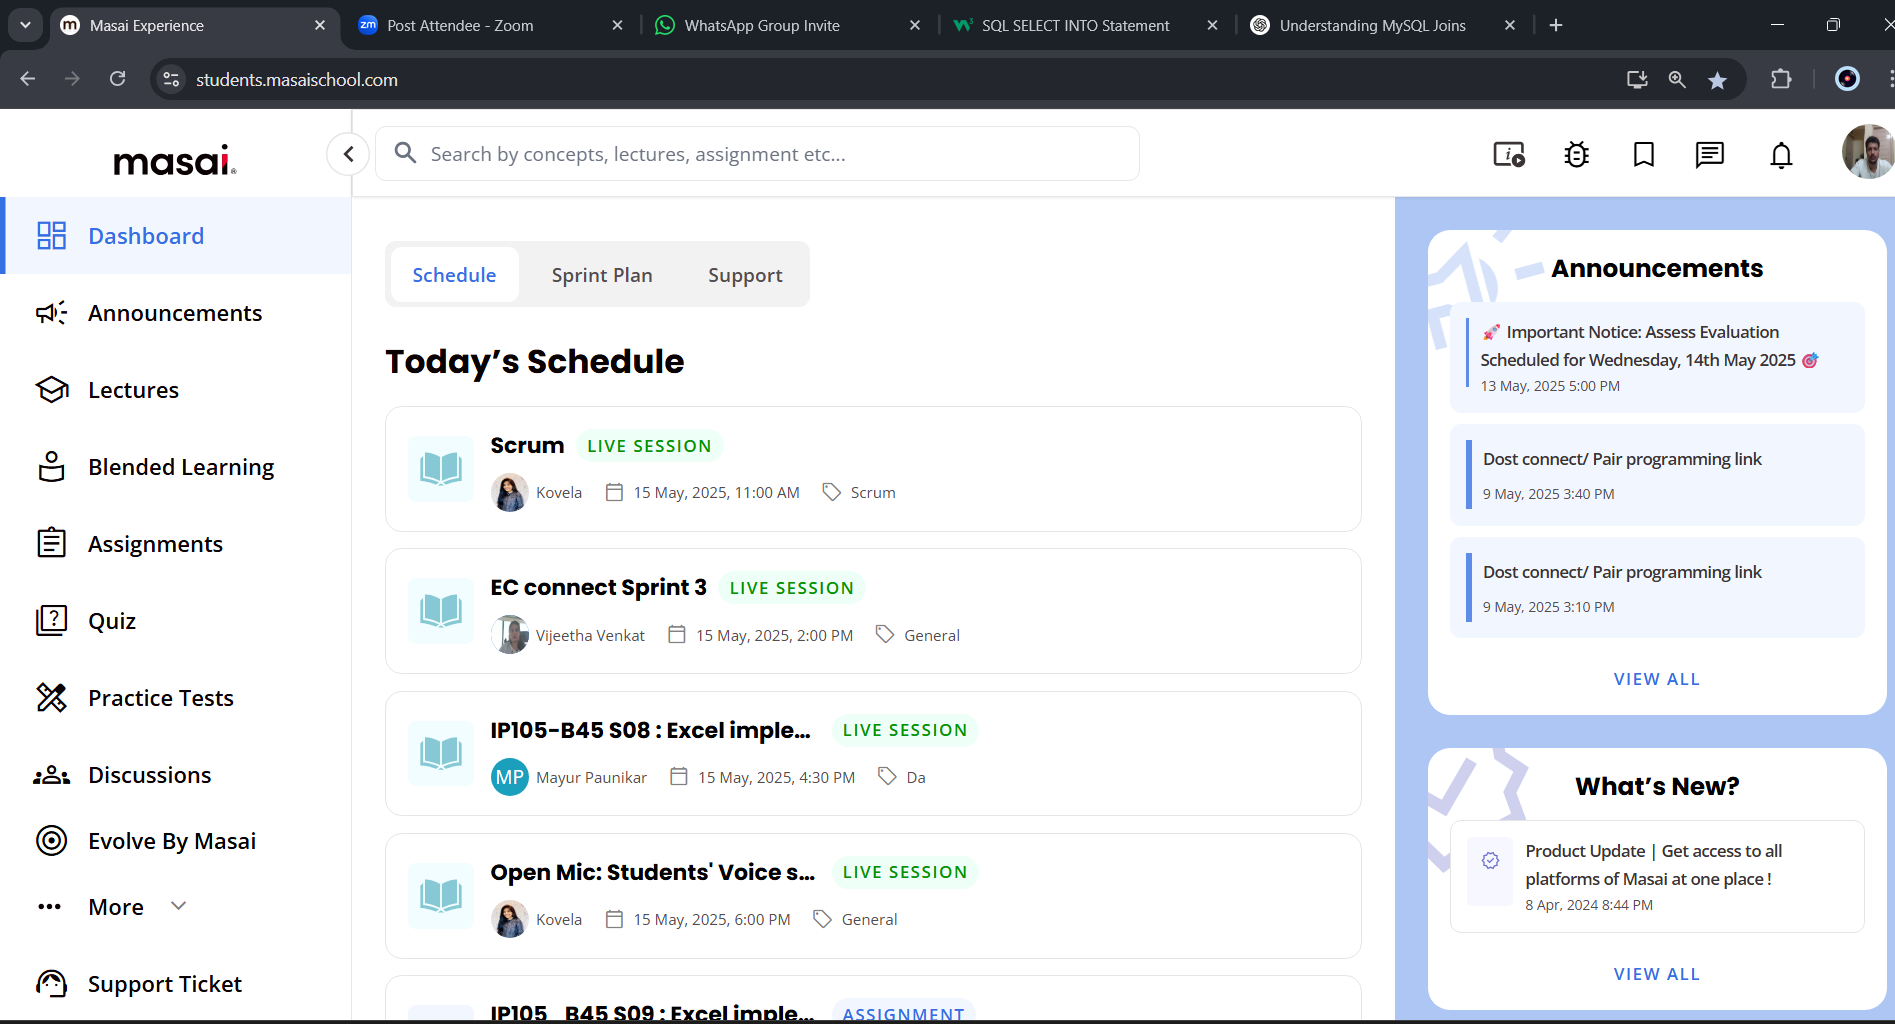 Masai Experience
Post Attendee - Zoom
WhatsApp Group Invite
SQL SELECT INTO Statement
Understanding MySQL Joins
students.masaischool.com
masai.
Search by concepts, lectures, assignment etc...
Dashboard
Announcements
Lectures
Blended Learning
Assignments
Quiz
Practice Tests
Discussions
Evolve By Masai
More
Support Ticket
Schedule
Sprint Plan
Support
Today's Schedule
Scrum LIVE SESSION
Kovela 15 May, 2025, 11:00 AM Scrum
EC connect Sprint 3 LIVE SESSION
Vijeetha Venkat 15 May, 2025, 2:00 PM General
IP105-B45 S08 : Excel imple... LIVE SESSION
MP Mayur Paunikar 15 May, 2025, 4:30 PM Da
Open Mic: Students' Voice s... LIVE SESSION
Kovela 15 May, 2025, 6:00 PM General
IP105_B45 S09 : Excel imple... ASSIGNMENT
Announcements
🚀 Important Notice: Assess Evaluation
Scheduled for Wednesday, 14th May 2025 🎯
13 May, 2025 5:00 PM
Dost connect/ Pair programming link
9 May, 2025 3:40 PM
Dost connect/ Pair programming link
9 May, 2025 3:10 PM
VIEW ALL
What's New?
Product Update | Get access to all
platforms of Masai at one place !
8 Apr, 2024 8:44 PM
VIEW ALL